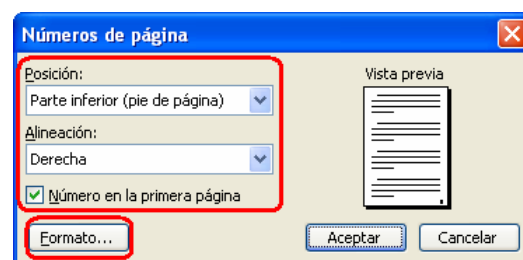 Números de página
Posición:
Vista previa
Parte inferior (pie de página)
Alineación:
Derecha
Número en la primera página
Formato...
Aceptar
Cancelar